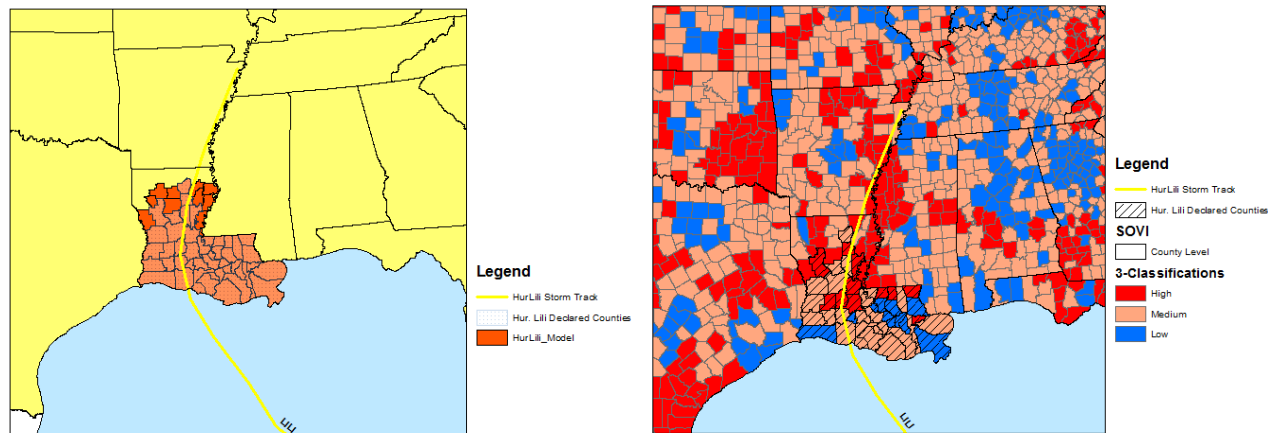 Legend
HurLili Storm Track
Hur. Lili Declared Counties
HurLili_Model
Lili
Legend
HurLili Storm Track
Hur. Lili Declared Counties
SOVI
County Level
3-Classifications
High
Medium
Low
Lili